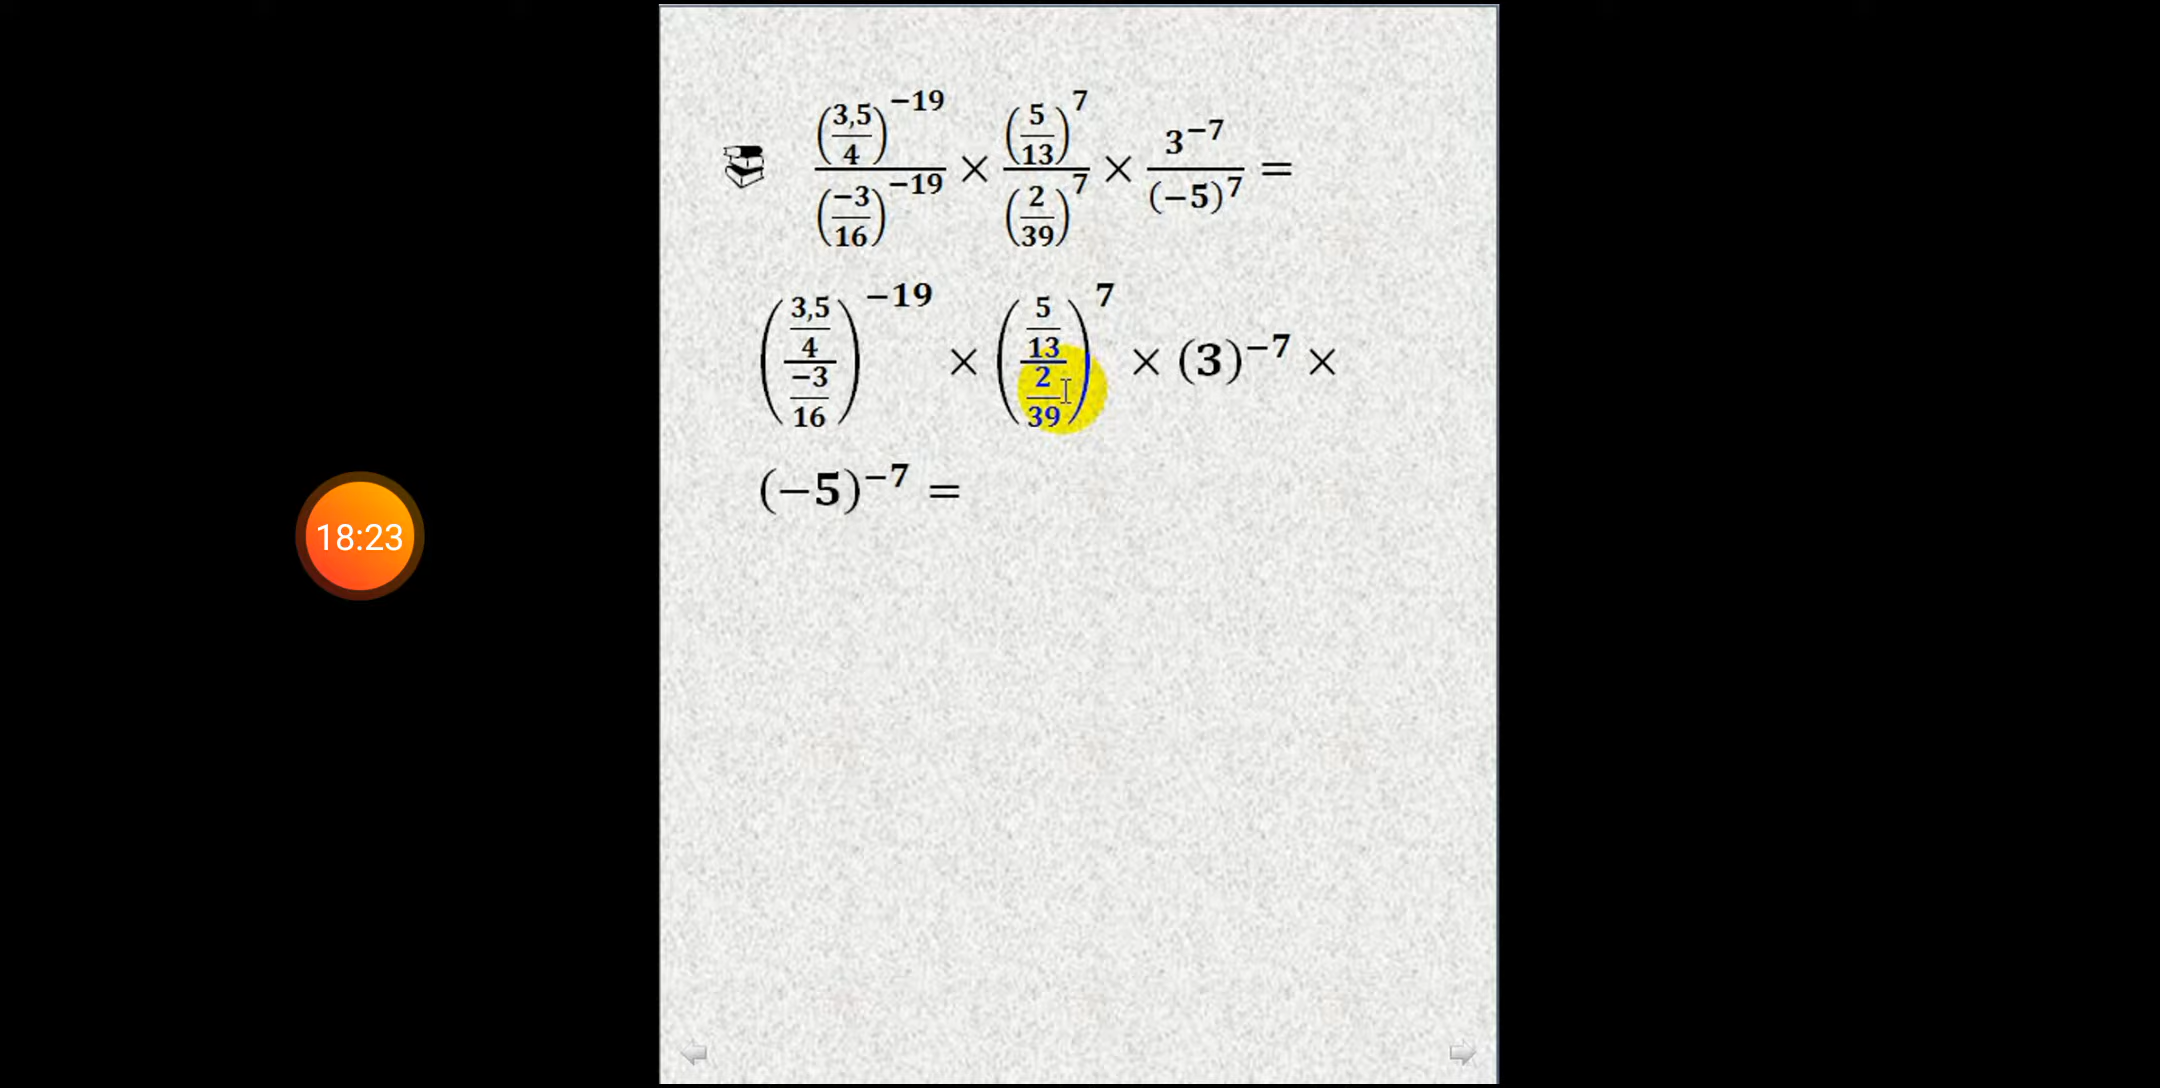 (3,5/4)^−19 / (−3/16)^−19 × (5/13)^7 / (2/39)^7 × 3^−7 / (−5)^7 =
((3,5/4) / (−3/16))^−19 × ((5/13) / (2/39))^7 × (3)^−7 ×
18:23
(−5)^−7 =